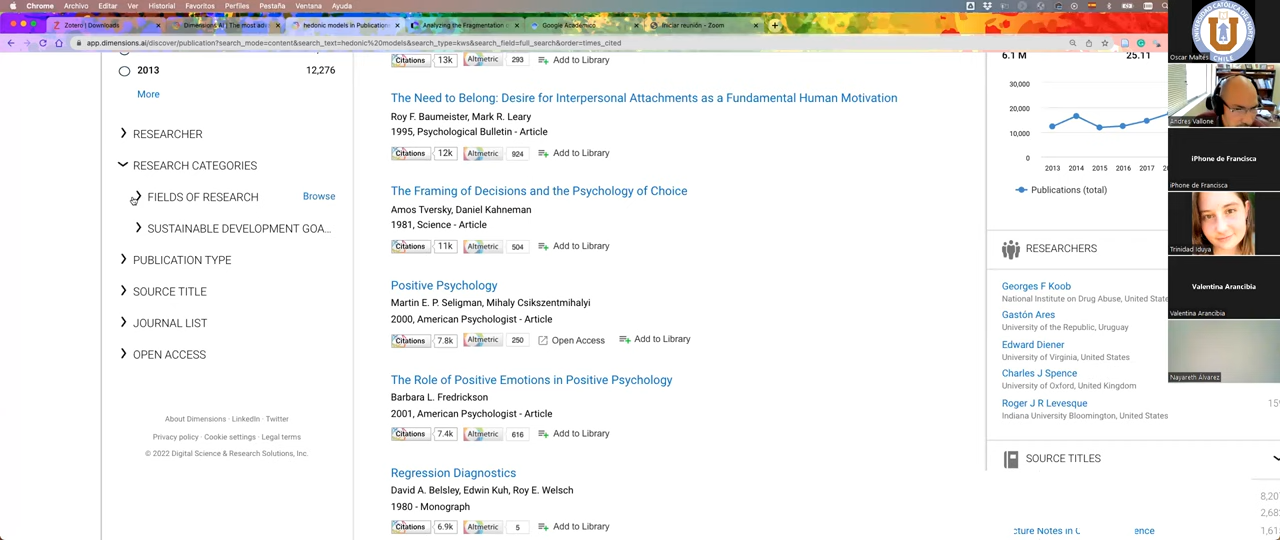 Chrome Archivo Editar Ver Historial Favoritos Perfiles Pestaña Ventana Ayuda
Zotero | Downloads
hedonic models in Publication
Analyzing the Fragmentation
Google Académico
Iniciar reunión - Zoom
app.dimensions.ai/discover/publication?search_mode=content&search_text=hedonic%20models&search_type=kws&search_field=full_search&order=times_cited
2013 12,276
More
RESEARCHER
RESEARCH CATEGORIES
FIELDS OF RESEARCH Browse
SUSTAINABLE DEVELOPMENT GOA...
PUBLICATION TYPE
SOURCE TITLE
JOURNAL LIST
OPEN ACCESS
About Dimensions · LinkedIn · Twitter
Privacy policy · Cookie settings · Legal terms
© 2022 Digital Science & Research Solutions, Inc.
Citations 13k Altmetric 293 Add to Library
The Need to Belong: Desire for Interpersonal Attachments as a Fundamental Human Motivation
Roy F. Baumeister, Mark R. Leary
1995, Psychological Bulletin - Article
Citations 12k Altmetric 924 Add to Library
The Framing of Decisions and the Psychology of Choice
Amos Tversky, Daniel Kahneman
1981, Science - Article
Citations 11k Altmetric 504 Add to Library
Positive Psychology
Martin E. P. Seligman, Mihaly Csikszentmihalyi
2000, American Psychologist - Article
Citations 7.8k Altmetric 250 Open Access Add to Library
The Role of Positive Emotions in Positive Psychology
Barbara L. Fredrickson
2001, American Psychologist - Article
Citations 7.4k Altmetric 616 Add to Library
Regression Diagnostics
David A. Belsley, Edwin Kuh, Roy E. Welsch
1980 - Monograph
Citations 6.9k Altmetric 5 Add to Library
6.1 M 25.11
30,000
20,000
10,000
0
2013 2014 2015 2016 2017
Publications (total)
RESEARCHERS
Georges F Koob
National Institute on Drug Abuse, United State
Gastón Ares
University of the Republic, Uruguay
Edward Diener
University of Virginia, United States
Charles J Spence
University of Oxford, United Kingdom
Roger J R Levesque
Indiana University Bloomington, United States
SOURCE TITLES
cture Notes in C ence
Oscar Maltés
Andres Vallone
iPhone de Francisca
iPhone de Francisca
Trinidad Iduya
Valentina Arancibia
Valentina Arancibia
Nayareth Álvarez